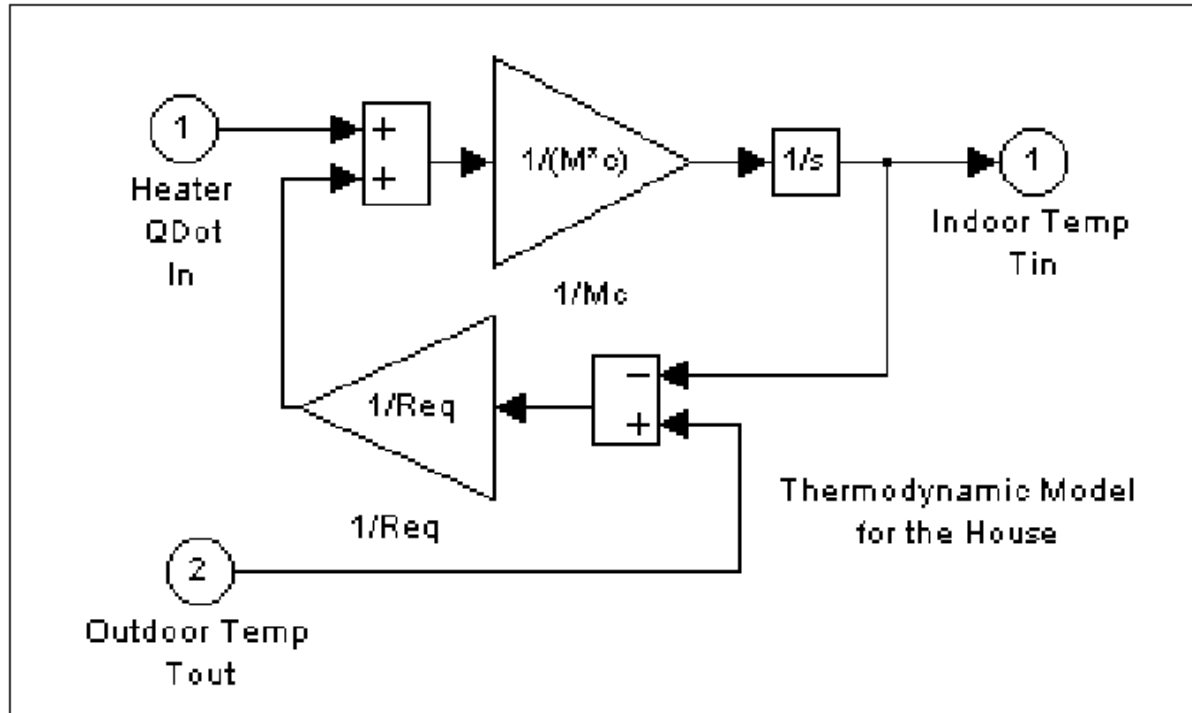 1
+
+
1/(M*c)
1/s
1
Heater
QDot
In
Indoor Temp
Tin
1/Mc
1/Req
−
+
1/Req
Thermodynamic Model
for the House
2
Outdoor Temp
Tout